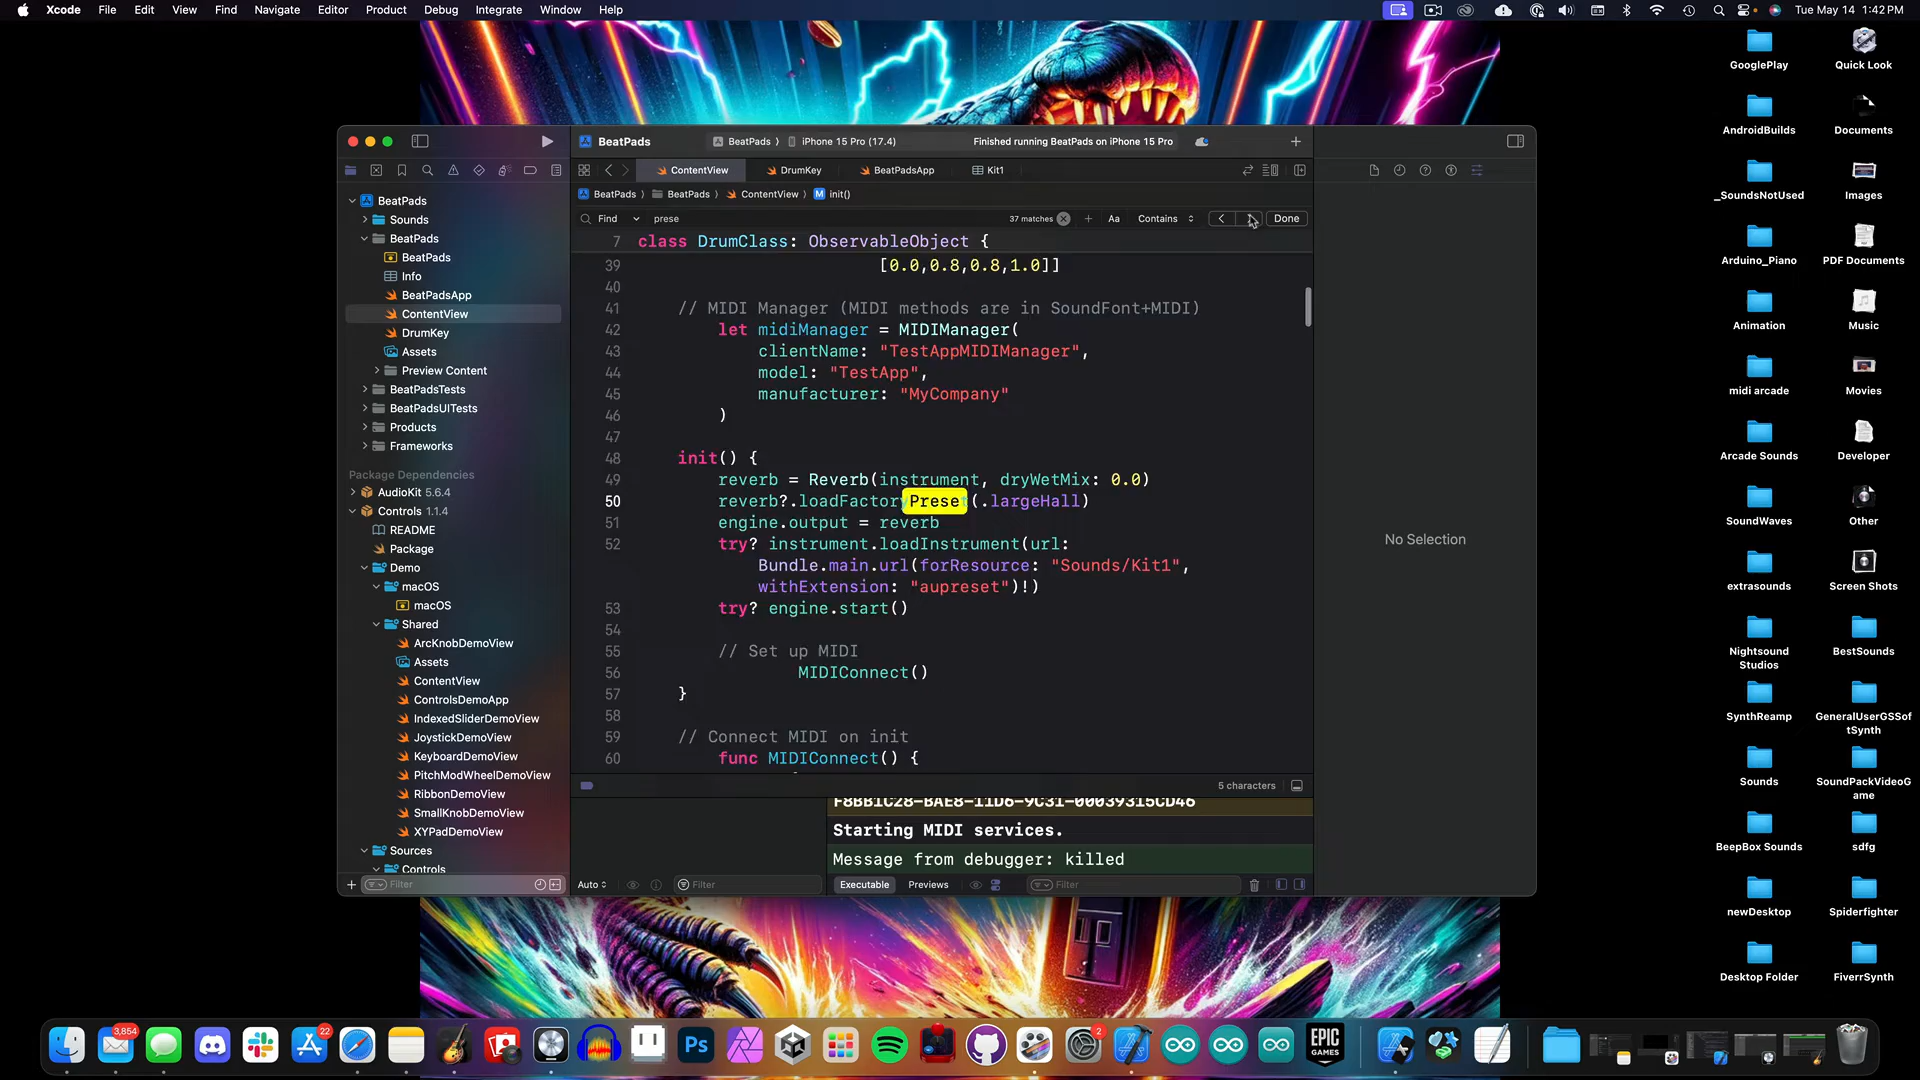 Xcode File Edit View Find Navigate Editor Product Debug Integrate Window Help
Tue May 14 1:42 PM
GooglePlay
Quick Look
AndroidBuilds
Documents
_SoundsNotUsed
Images
Arduino_Piano
PDF Documents
Animation
Music
midi arcade
Movies
Arcade Sounds
Developer
SoundWaves
Other
extrasounds
Screen Shots
Nightsound
Studios
BestSounds
SynthReamp
GeneralUserGSSof
tSynth
Sounds
SoundPackVideoG
ame
BeepBox Sounds
sdfg
newDesktop
Spiderfighter
Desktop Folder
FiverrSynth
BeatPads
BeatPads 〉 iPhone 15 Pro (17.4)
Finished running BeatPads on iPhone 15 Pro
ContentView
DrumKey
BeatPadsApp
Kit1
BeatPads 〉 BeatPads 〉 ContentView 〉 M init()
Find
prese
37 matches
Aa
Contains
Done
BeatPads
Sounds
BeatPads
BeatPads
Info
BeatPadsApp
ContentView
DrumKey
Assets
Preview Content
BeatPadsTests
BeatPadsUITests
Products
Frameworks
Package Dependencies
AudioKit 5.6.4
Controls 1.1.4
README
Package
Demo
macOS
macOS
Shared
ArcKnobDemoView
Assets
ContentView
ControlsDemoApp
IndexedSliderDemoView
JoystickDemoView
KeyboardDemoView
PitchModWheelDemoView
RibbonDemoView
SmallKnobDemoView
XYPadDemoView
Sources
Controls
Filter
7 class DrumClass: ObservableObject {
39 [0.0,0.8,0.8,1.0]]
40
41 // MIDI Manager (MIDI methods are in SoundFont+MIDI)
42 let midiManager = MIDIManager(
43 clientName: "TestAppMIDIManager",
44 model: "TestApp",
45 manufacturer: "MyCompany"
46 )
47
48 init() {
49 reverb = Reverb(instrument, dryWetMix: 0.0)
50 reverb?.loadFactoryPreset(.largeHall)
51 engine.output = reverb
52 try? instrument.loadInstrument(url:
Bundle.main.url(forResource: "Sounds/Kit1",
withExtension: "aupreset")!)
53 try? engine.start()
54
55 // Set up MIDI
56 MIDIConnect()
57 }
58
59 // Connect MIDI on init
60 func MIDIConnect() {
5 characters
F8BB1C28-BAE8-11D6-9C31-00039315CD46
Starting MIDI services.
Message from debugger: killed
Auto
Filter
Executable
Previews
Filter
No Selection
3,854
22
Ps
2
EPIC
GAMES